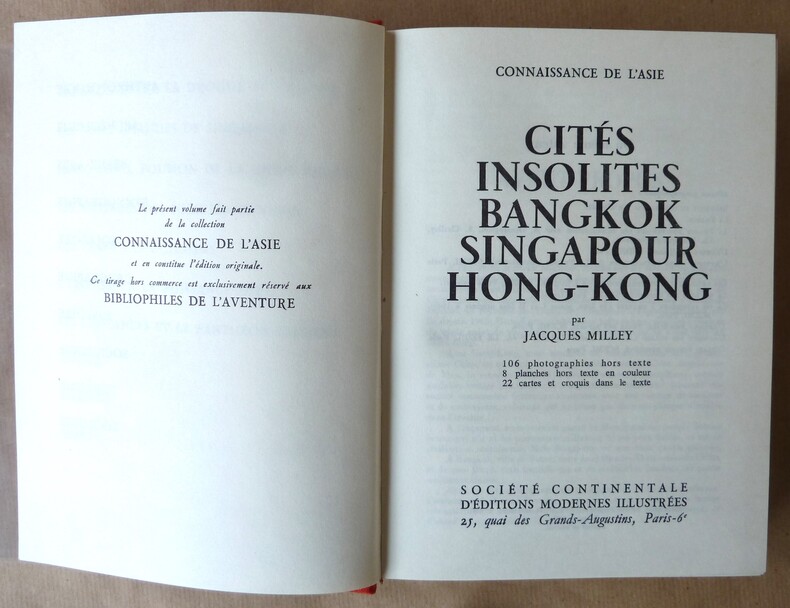 Le présent volume fait partie
de la collection
CONNAISSANCE DE L'ASIE
et en constitue l'édition originale.
Ce tirage hors commerce est exclusivement réservé aux
BIBLIOPHILES DE L'AVENTURE
CONNAISSANCE DE L'ASIE
CITÉS
INSOLITES
BANGKOK
SINGAPOUR
HONG-KONG
par
JACQUES MILLEY
106 photographies hors texte
8 planches hors texte en couleur
22 cartes et croquis dans le texte
SOCIÉTÉ CONTINENTALE
D'ÉDITIONS MODERNES ILLUSTRÉES
25, quai des Grands-Augustins, Paris-6e